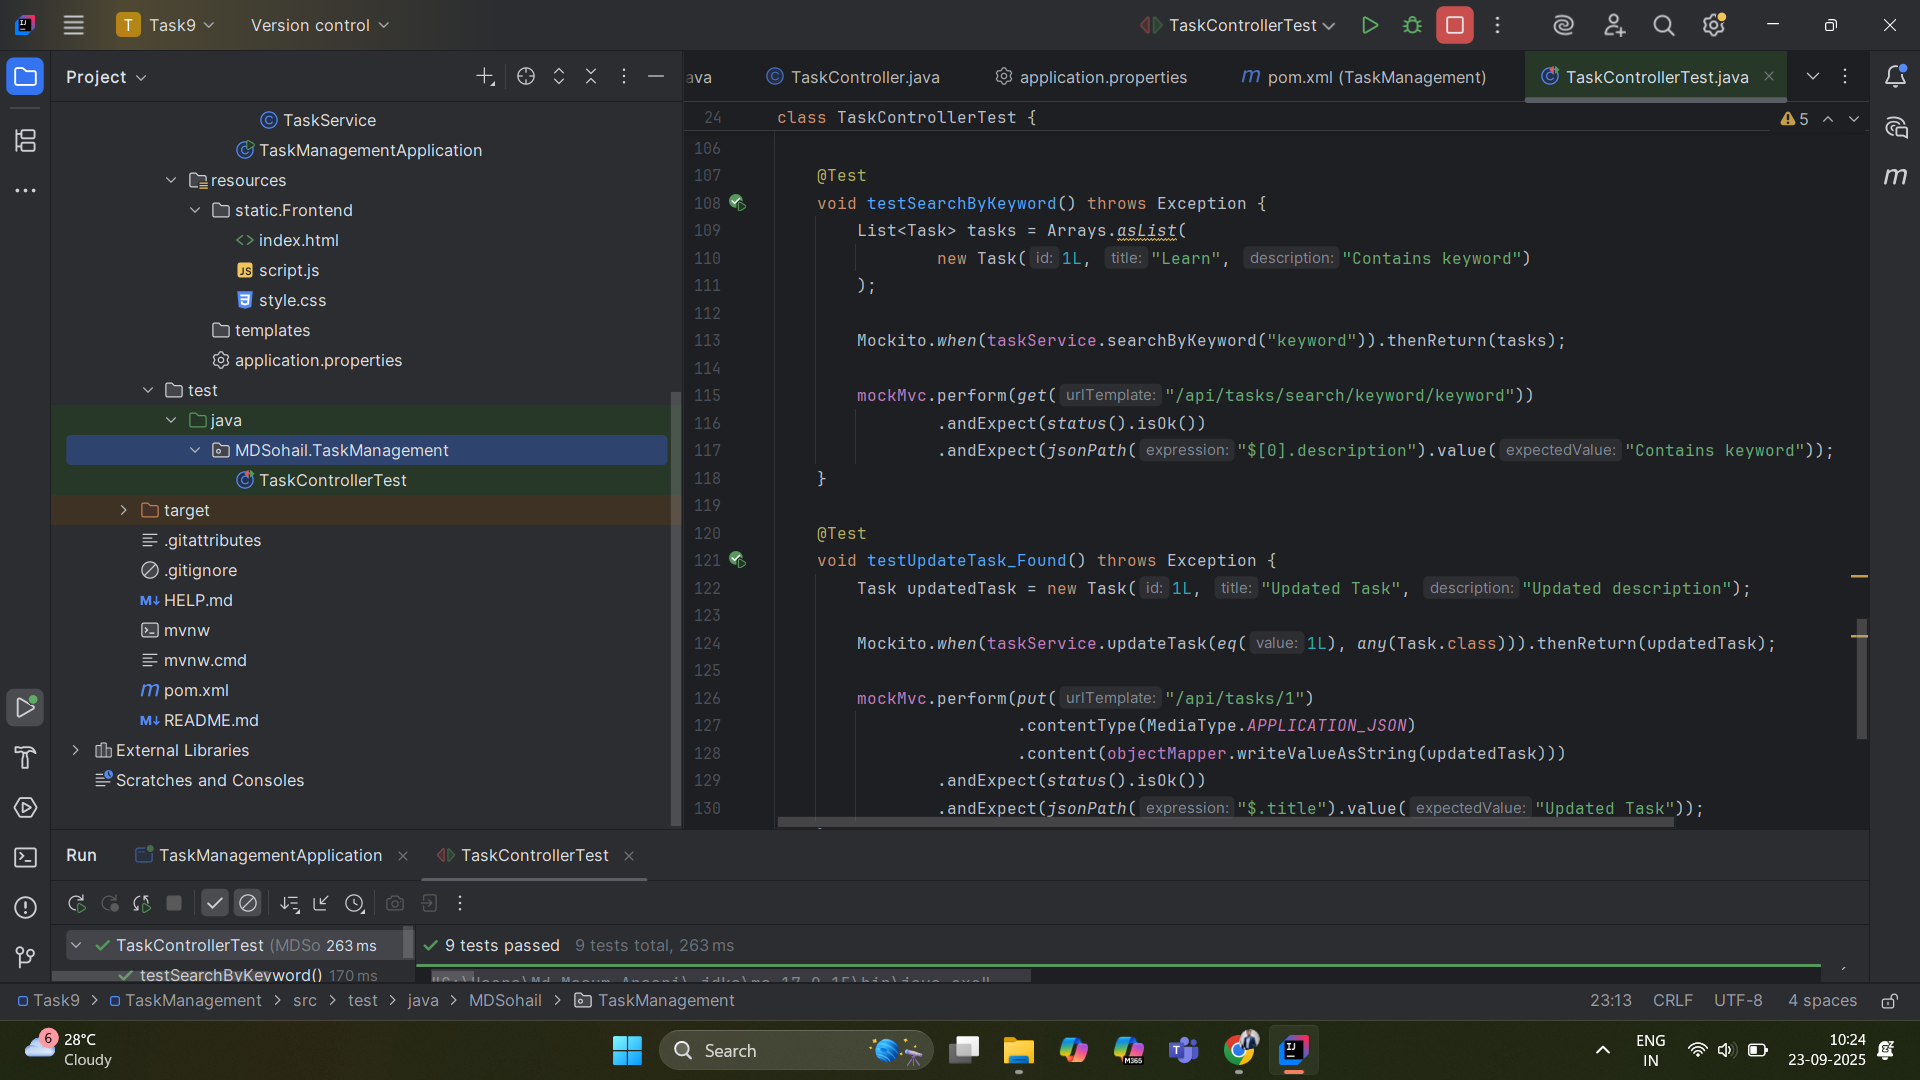 T Task9
Version control
TaskControllerTest
Project
TaskService
TaskManagementApplication
resources
static.Frontend
<> index.html
JS script.js
style.css
templates
application.properties
test
java
MDSohail.TaskManagement
TaskControllerTest
target
.gitattributes
.gitignore
M↓ HELP.md
mvnw
mvnw.cmd
m pom.xml
M↓ README.md
External Libraries
Scratches and Consoles
ava
TaskController.java
application.properties
m pom.xml (TaskManagement)
TaskControllerTest.java
24 class TaskControllerTest {
5
106
107 @Test
108 void testSearchByKeyword() throws Exception {
109 List<Task> tasks = Arrays.asList(
110 new Task( id: 1L, title: "Learn", description: "Contains keyword")
111 );
112
113 Mockito.when(taskService.searchByKeyword("keyword")).thenReturn(tasks);
114
115 mockMvc.perform(get( urlTemplate: "/api/tasks/search/keyword/keyword"))
116 .andExpect(status().isOk())
117 .andExpect(jsonPath( expression: "$[0].description").value( expectedValue: "Contains keyword"));
118 }
119
120 @Test
121 void testUpdateTask_Found() throws Exception {
122 Task updatedTask = new Task( id: 1L, title: "Updated Task", description: "Updated description");
123
124 Mockito.when(taskService.updateTask(eq( value: 1L), any(Task.class))).thenReturn(updatedTask);
125
126 mockMvc.perform(put( urlTemplate: "/api/tasks/1")
127 .contentType(MediaType.APPLICATION_JSON)
128 .content(objectMapper.writeValueAsString(updatedTask)))
129 .andExpect(status().isOk())
130 .andExpect(jsonPath( expression: "$.title").value( expectedValue: "Updated Task"));
m
Run
TaskManagementApplication
TaskControllerTest
TaskControllerTest (MDSo 263 ms
testSearchByKeyword() 170 ms
9 tests passed 9 tests total, 263 ms
Task9 > TaskManagement > src > test > java > MDSohail > TaskManagement
23:13 CRLF UTF-8 4 spaces
6
28°C
Cloudy
Search
M365
T
ENG
IN
10:24
23-09-2025